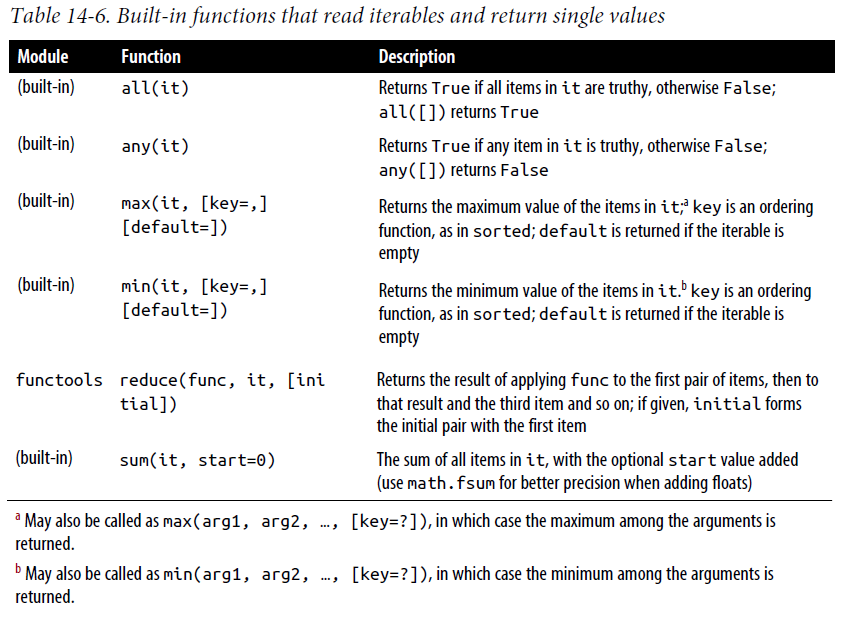 Table 14-6. Built-in functions that read iterables and return single values
Module Function Description
(built-in) all(it) Returns True if all items in it are truthy, otherwise False;
all([]) returns True
(built-in) any(it) Returns True if any item in it is truthy, otherwise False;
any([]) returns False
(built-in) max(it, [key=,] Returns the maximum value of the items in it;a key is an ordering
[default=]) function, as in sorted; default is returned if the iterable is
empty
(built-in) min(it, [key=,] Returns the minimum value of the items in it.b key is an ordering
[default=]) function, as in sorted; default is returned if the iterable is
empty
functools reduce(func, it, [ini Returns the result of applying func to the first pair of items, then to
tial]) that result and the third item and so on; if given, initial forms
the initial pair with the first item
(built-in) sum(it, start=0) The sum of all items in it, with the optional start value added
(use math.fsum for better precision when adding floats)
a May also be called as max(arg1, arg2, …, [key=?]), in which case the maximum among the arguments is
returned.
b May also be called as min(arg1, arg2, …, [key=?]), in which case the minimum among the arguments is
returned.